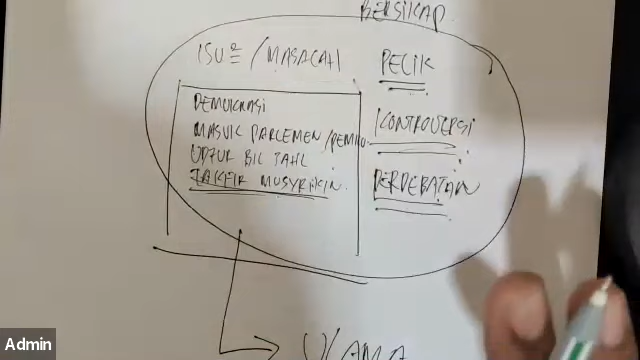 BERSIKAP
ISU² / MASALAH
PELIK
DEMOKRASI
KONTROVERSI
MASUK PARLEMEN / PEMILU
UDZUR BIL JAHL
TAKFIR MUSYRIKIN
PERDEBATAN
ULAMA
Admin